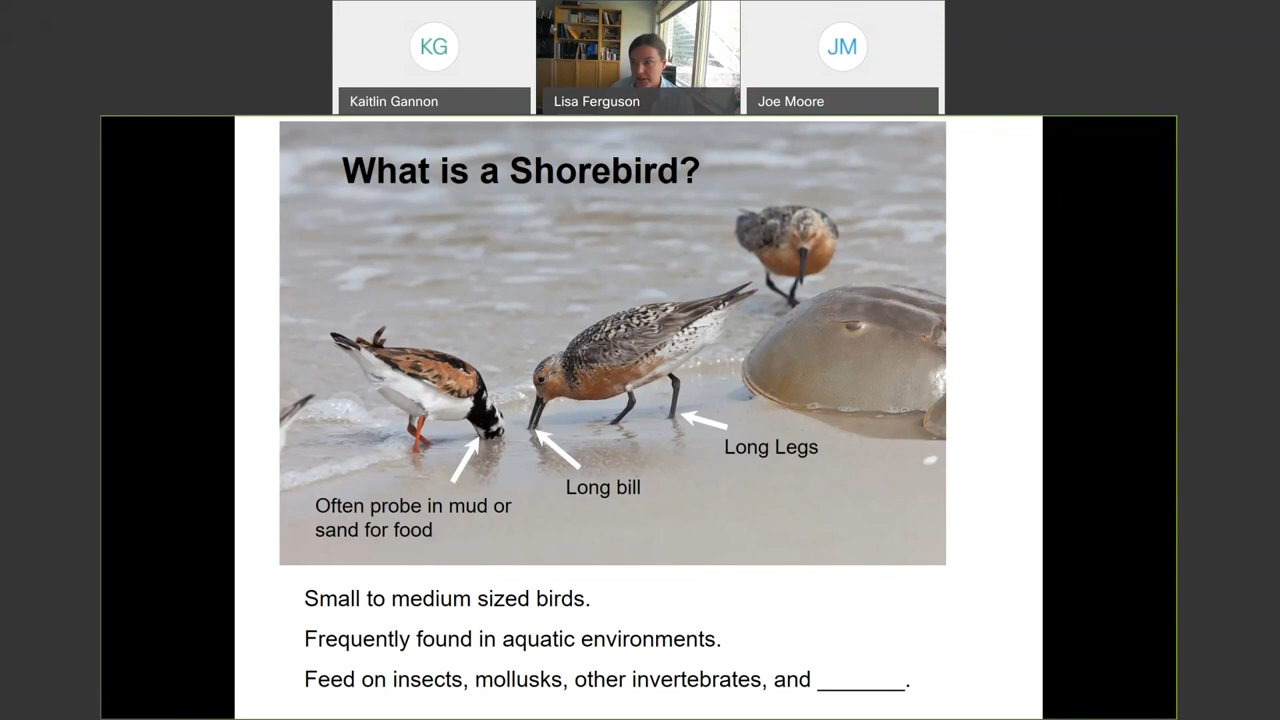 KG
JM
Kaitlin Gannon
Lisa Ferguson
Joe Moore
What is a Shorebird?
Long Legs
Long bill
Often probe in mud or
sand for food
Small to medium sized birds.
Frequently found in aquatic environments.
Feed on insects, mollusks, other invertebrates, and ________.